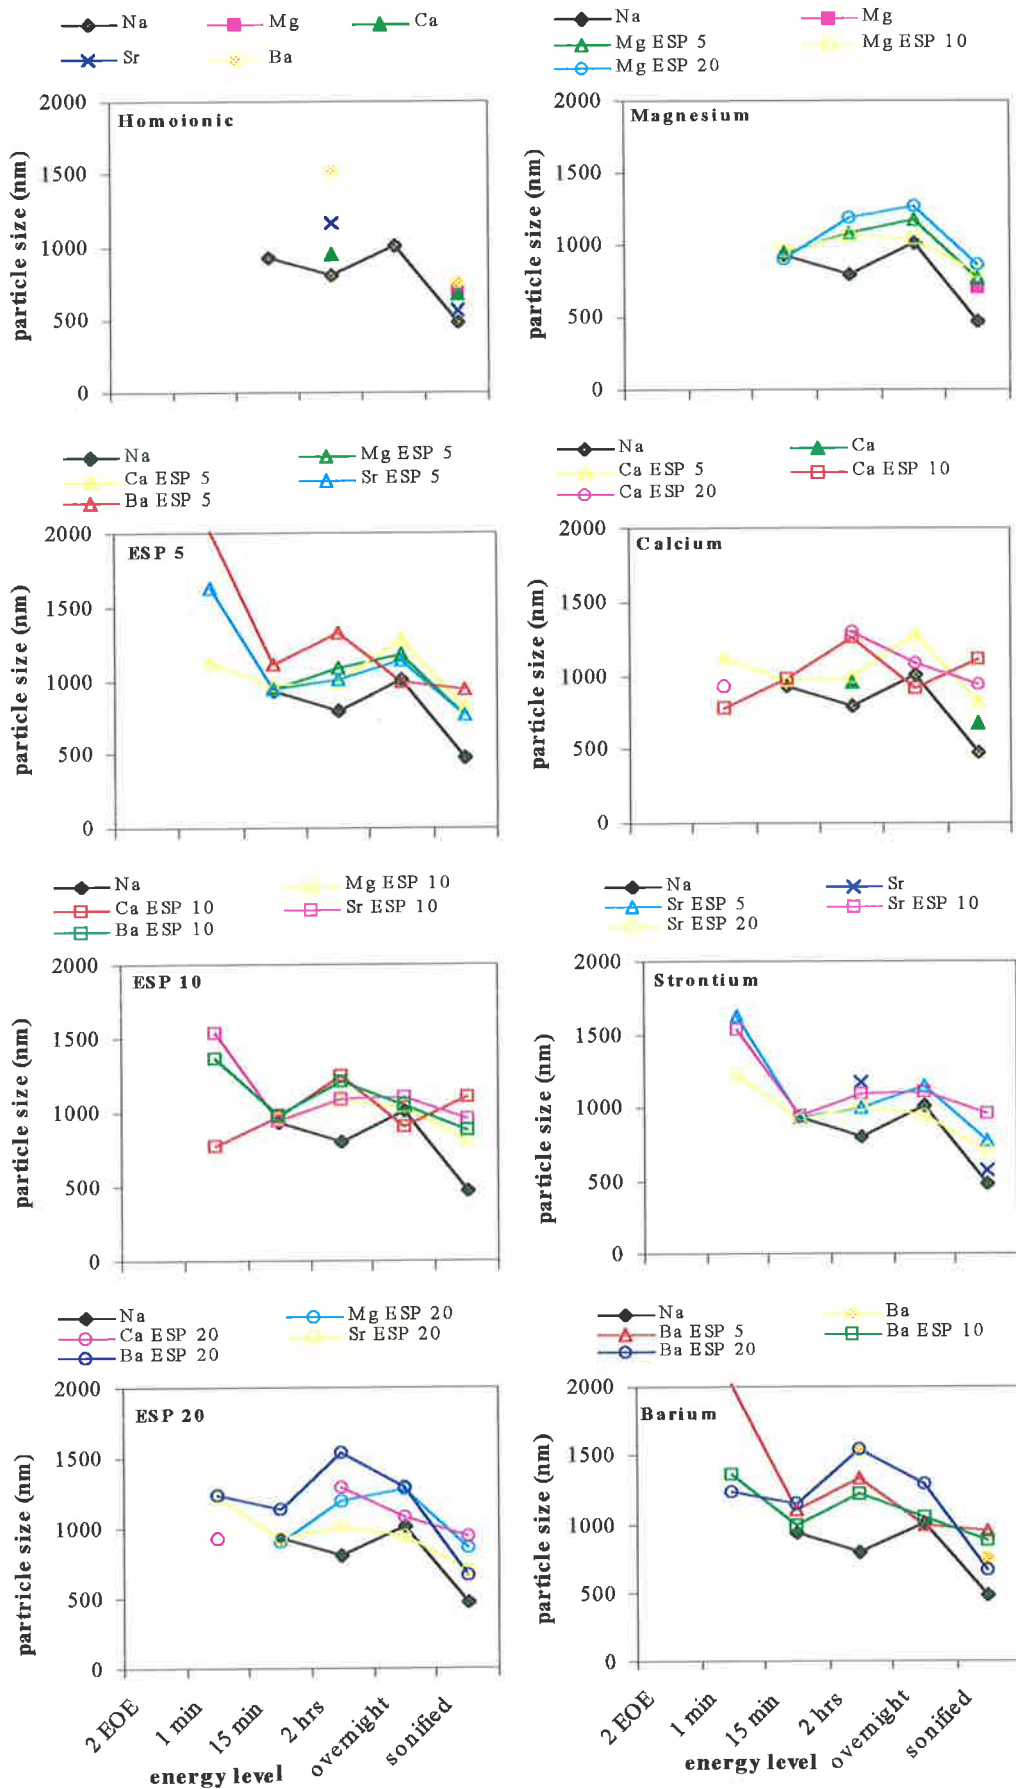 Na Mg Ca
Sr Ba
2000
1500
1000
500
0
particle size (nm)
Homoionic
Na Mg
Mg ESP 5 Mg ESP 10
Mg ESP 20
2000
1500
1000
500
0
particle size (nm)
Magnesium
Na Mg ESP 5
Ca ESP 5 Sr ESP 5
Ba ESP 5
2000
1500
1000
500
0
particle size (nm)
ESP 5
Na Ca
Ca ESP 5 Ca ESP 10
Ca ESP 20
2000
1500
1000
500
0
particle size (nm)
Calcium
Na Mg ESP 10
Ca ESP 10 Sr ESP 10
Ba ESP 10
2000
1500
1000
500
0
particle size (nm)
ESP 10
Na Sr
Sr ESP 5 Sr ESP 10
Sr ESP 20
2000
1500
1000
500
0
particle size (nm)
Strontium
Na Mg ESP 20
Ca ESP 20 Sr ESP 20
Ba ESP 20
2000
1500
1000
500
0
partricle size (nm)
ESP 20
2 EOE
1 min
15 min
2 hrs
overnight
sonified
energy level
Na Ba
Ba ESP 5 Ba ESP 10
Ba ESP 20
2000
1500
1000
500
0
particle size (nm)
Barium
2 EOE
1 min
15 min
2 hrs
overnight
sonified
energy level